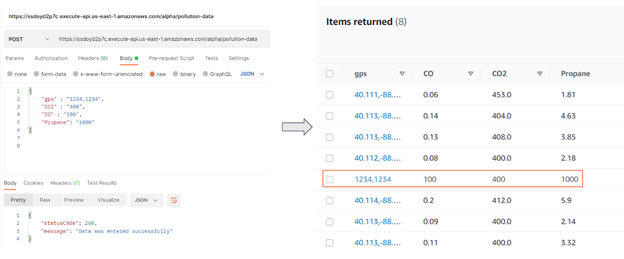 https://ssdoyd2p7c.execute-api.us-east-1.amazonaws.com/alpha/pollution-data
POST https://ssdoyd2p7c.execute-api.us-east-1.amazonaws.com/alpha/pollution-data
Params Authorization Headers (8) Body Pre-request Script Tests Settings
none form-data x-www-form-urlencoded raw binary GraphQL JSON
1 {
2 "gps" : "1234,1234",
3 "CO2" : "400",
4 "CO" : "100",
5 "Propane": "1000"
6 }
7
8
Body Cookies Headers (7) Test Results
Pretty Raw Preview Visualize JSON
1 {
2 "statusCode": 200,
3 "message": "Data was entered successfully"
4 }
Items returned (8)
gps CO CO2 Propane
40.111,-88.... 0.06 453.0 1.81
40.113,-88.... 0.14 404.0 4.63
40.113,-88.... 0.13 408.0 3.85
40.112,-88.... 0.08 400.0 2.18
1234,1234 100 400 1000
40.114,-88.... 0.2 412.0 5.9
40.113,-88.... 0.09 400.0 2.14
40.113,-88.... 0.11 400.0 3.32